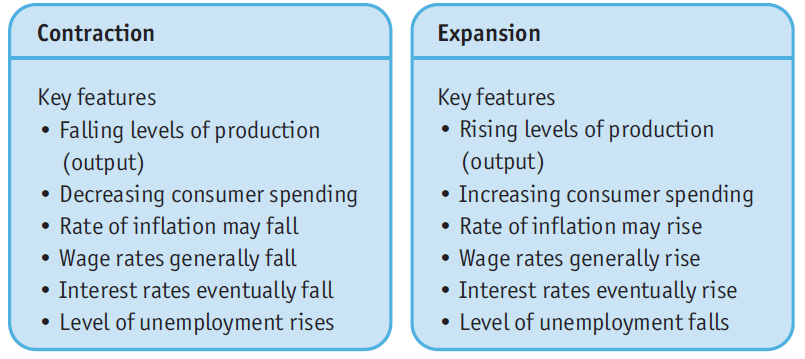 Contraction
Key features
• Falling levels of production
(output)
• Decreasing consumer spending
• Rate of inflation may fall
• Wage rates generally fall
• Interest rates eventually fall
• Level of unemployment rises
Expansion
Key features
• Rising levels of production
(output)
• Increasing consumer spending
• Rate of inflation may rise
• Wage rates generally rise
• Interest rates eventually rise
• Level of unemployment falls